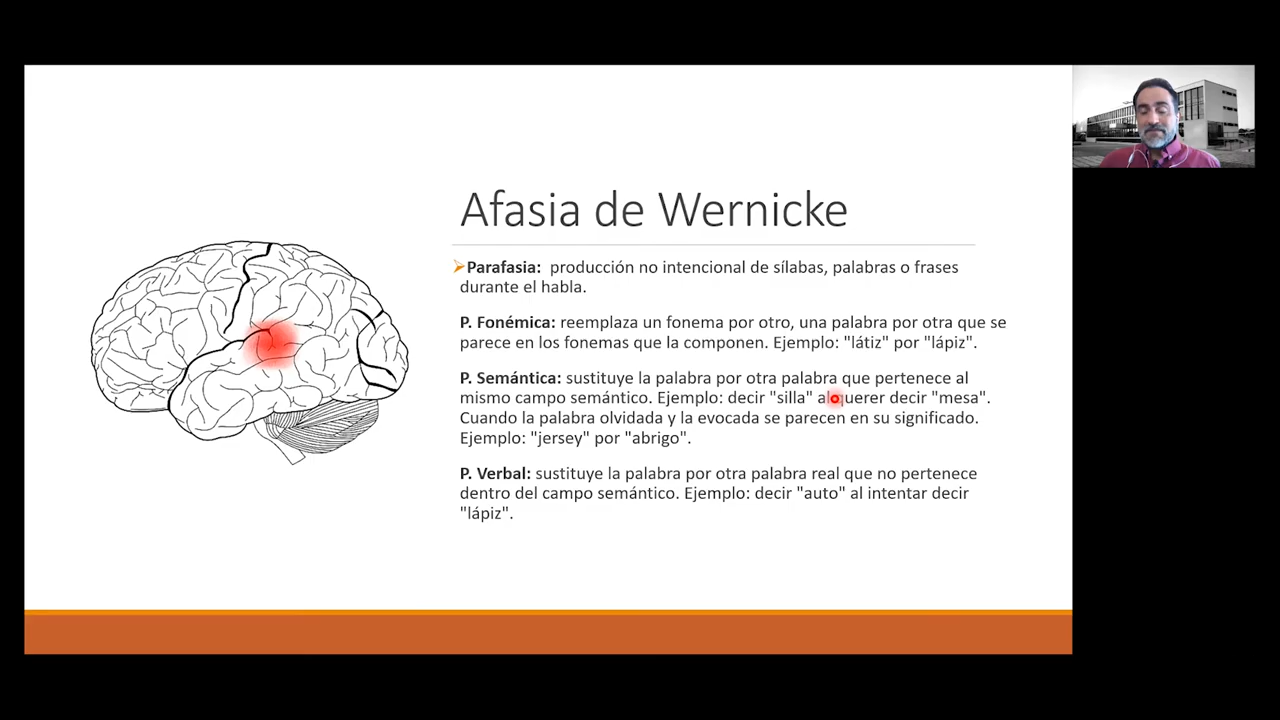 Afasia de Wernicke
Parafasia: producción no intencional de sílabas, palabras o frases
durante el habla.
P. Fonémica: reemplaza un fonema por otro, una palabra por otra que se
parece en los fonemas que la componen. Ejemplo: "látiz" por "lápiz".
P. Semántica: sustituye la palabra por otra palabra que pertenece al
mismo campo semántico. Ejemplo: decir "silla" al querer decir "mesa".
Cuando la palabra olvidada y la evocada se parecen en su significado.
Ejemplo: "jersey" por "abrigo".
P. Verbal: sustituye la palabra por otra palabra real que no pertenece
dentro del campo semántico. Ejemplo: decir "auto" al intentar decir
"lápiz".